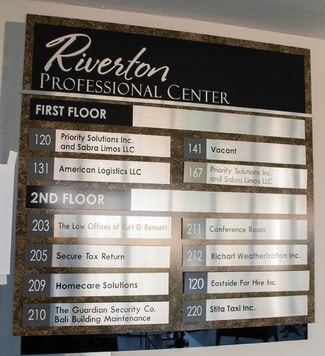 Riverton
PROFESSIONAL CENTER
FIRST FLOOR
120 Priority Solutions Inc.
and Sabra Limos LLC
141 Vacant
131 American Logistics LLC
167 Priority Solutions Inc.
and Sabra Limos LLC
2ND FLOOR
203 The Law Offices of Kurt D. Bennett
211 Conference Room
205 Secure Tax Return
212 Richart Weatherization Inc.
209 Homecare Solutions
120 Eastside For Hire Inc.
210 The Guardian Security Co.
Bali Building Maintenance
220 Stita Taxi Inc.